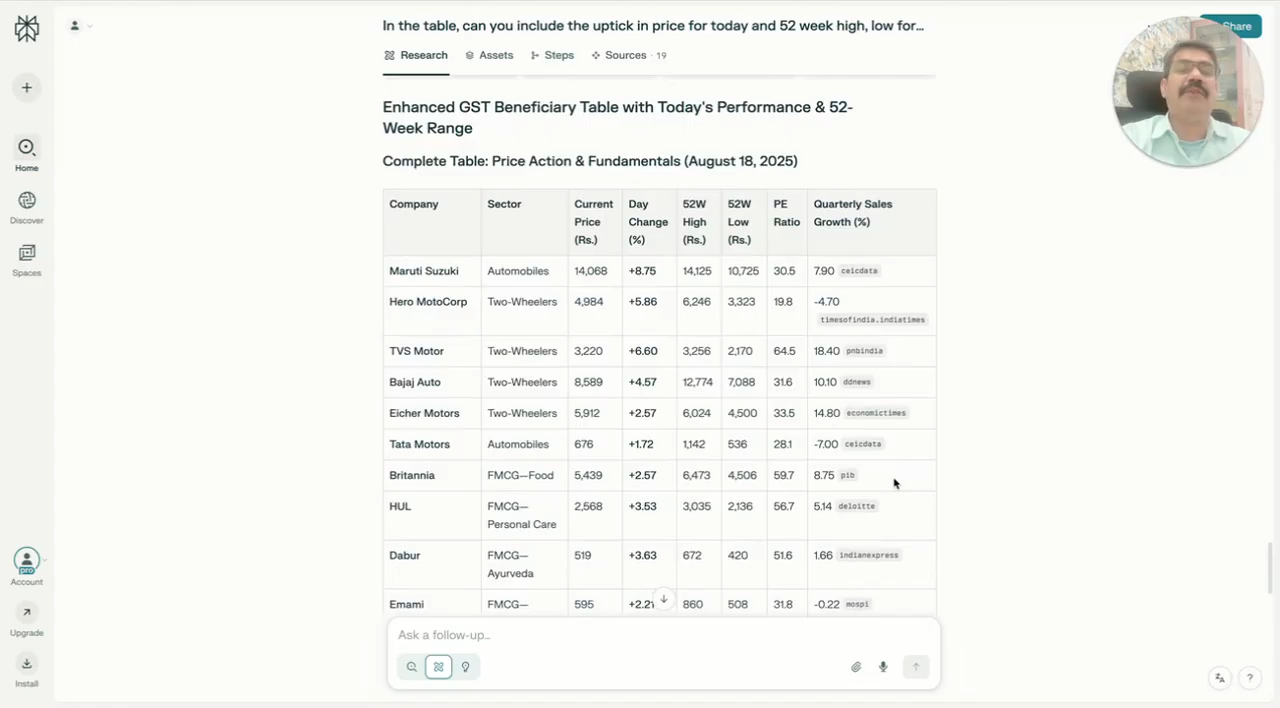 In the table, can you include the uptick in price for today and 52 week high, low for...
Share
Research
Assets
Steps
Sources · 19
Home
Discover
Spaces
Account
pro
Upgrade
Install
Enhanced GST Beneficiary Table with Today's Performance & 52-
Week Range
Complete Table: Price Action & Fundamentals (August 18, 2025)
Company Sector Current Price (Rs.) Day Change (%) 52W High (Rs.) 52W Low (Rs.) PE Ratio Quarterly Sales Growth (%)
Maruti Suzuki Automobiles 14,068 +8.75 14,125 10,725 30.5 7.90 ceicdata
Hero MotoCorp Two-Wheelers 4,984 +5.86 6,246 3,323 19.8 -4.70
timesofindia.indiatimes
TVS Motor Two-Wheelers 3,220 +6.60 3,256 2,170 64.5 18.40 pnbindia
Bajaj Auto Two-Wheelers 8,589 +4.57 12,774 7,088 31.6 10.10 ddnews
Eicher Motors Two-Wheelers 5,912 +2.57 6,024 4,500 33.5 14.80 economictimes
Tata Motors Automobiles 676 +1.72 1,142 536 28.1 -7.00 ceicdata
Britannia FMCG—Food 5,439 +2.57 6,473 4,506 59.7 8.75 pib
HUL FMCG—
Personal Care 2,568 +3.53 3,035 2,136 56.7 5.14 deloitte
Dabur FMCG—
Ayurveda 519 +3.63 672 420 51.6 1.66 indianexpress
Emami FMCG— 595 +2.21 860 508 31.8 -0.22 mospi
Ask a follow-up...